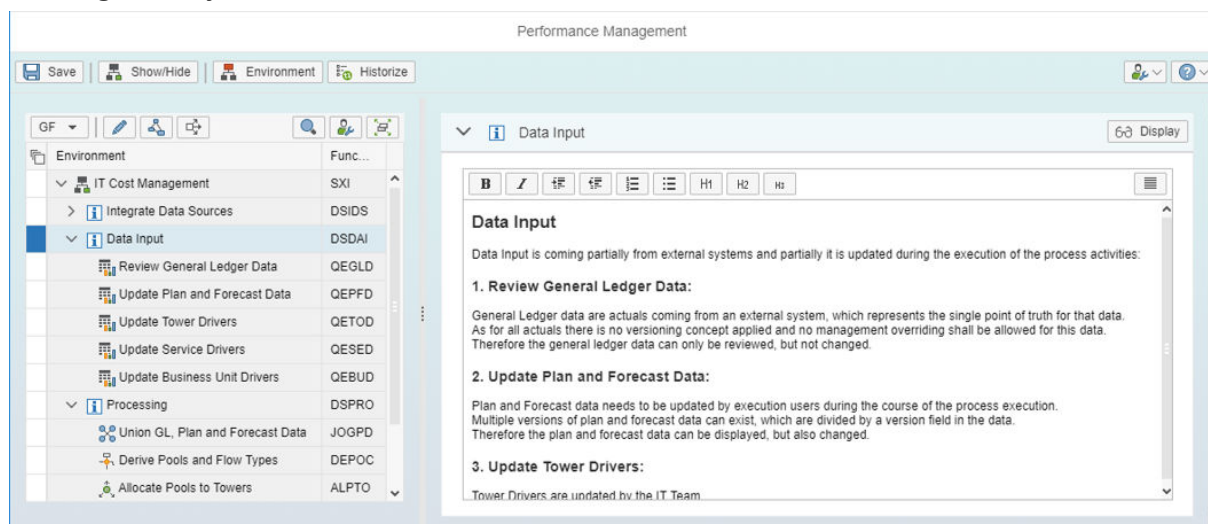 Performance Management
Save Show/Hide Environment Historize
GF
Environment Func...
IT Cost Management SXI
Integrate Data Sources DSIDS
Data Input DSDAI
Review General Ledger Data QEGLD
Update Plan and Forecast Data QEPFD
Update Tower Drivers QETOD
Update Service Drivers QESED
Update Business Unit Drivers QEBUD
Processing DSPRO
Union GL, Plan and Forecast Data JOGPD
Derive Pools and Flow Types DEPOC
Allocate Pools to Towers ALPTO
Data Input Display
B I H1 H2 H3
Data Input
Data Input is coming partially from external systems and partially it is updated during the execution of the process activities:
1. Review General Ledger Data:
General Ledger data are actuals coming from an external system, which represents the single point of truth for that data.
As for all actuals there is no versioning concept applied and no management overriding shall be allowed for this data.
Therefore the general ledger data can only be reviewed, but not changed.
2. Update Plan and Forecast Data:
Plan and Forecast data needs to be updated by execution users during the course of the process execution.
Multiple versions of plan and forecast data can exist, which are divided by a version field in the data.
Therefore the plan and forecast data can be displayed, but also changed.
3. Update Tower Drivers:
Tower Drivers are updated by the IT Team